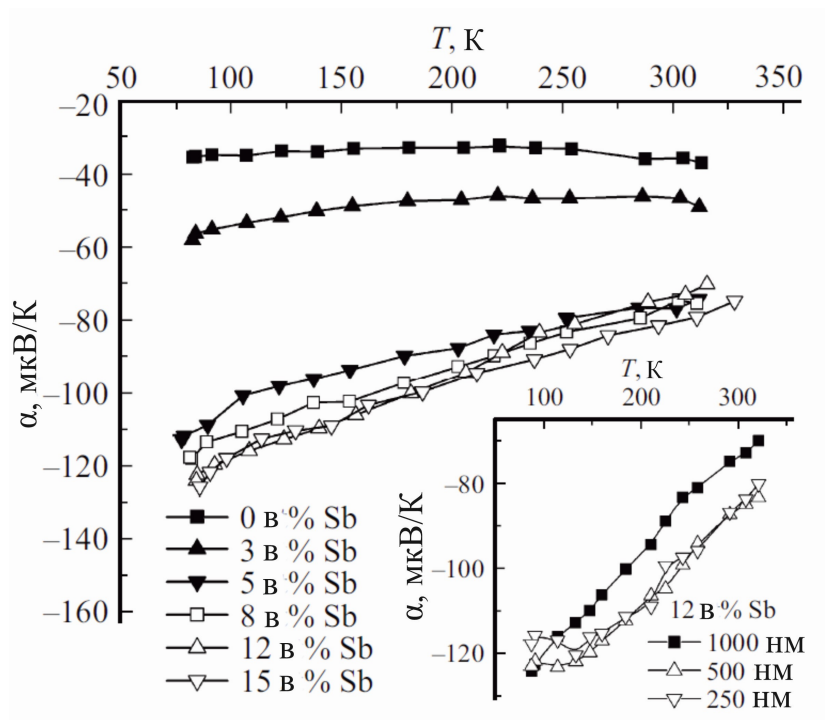 T, К
50 100 150 200 250 300 350
–20
–40
–60
–80
–100
–120
–140
–160
α, мкВ/К
0 в % Sb
3 в % Sb
5 в % Sb
8 в % Sb
12 в % Sb
15 в % Sb
T, К
100 200 300
–80
–100
–120
α, мкВ/К
12 в % Sb
1000 нм
500 нм
250 нм